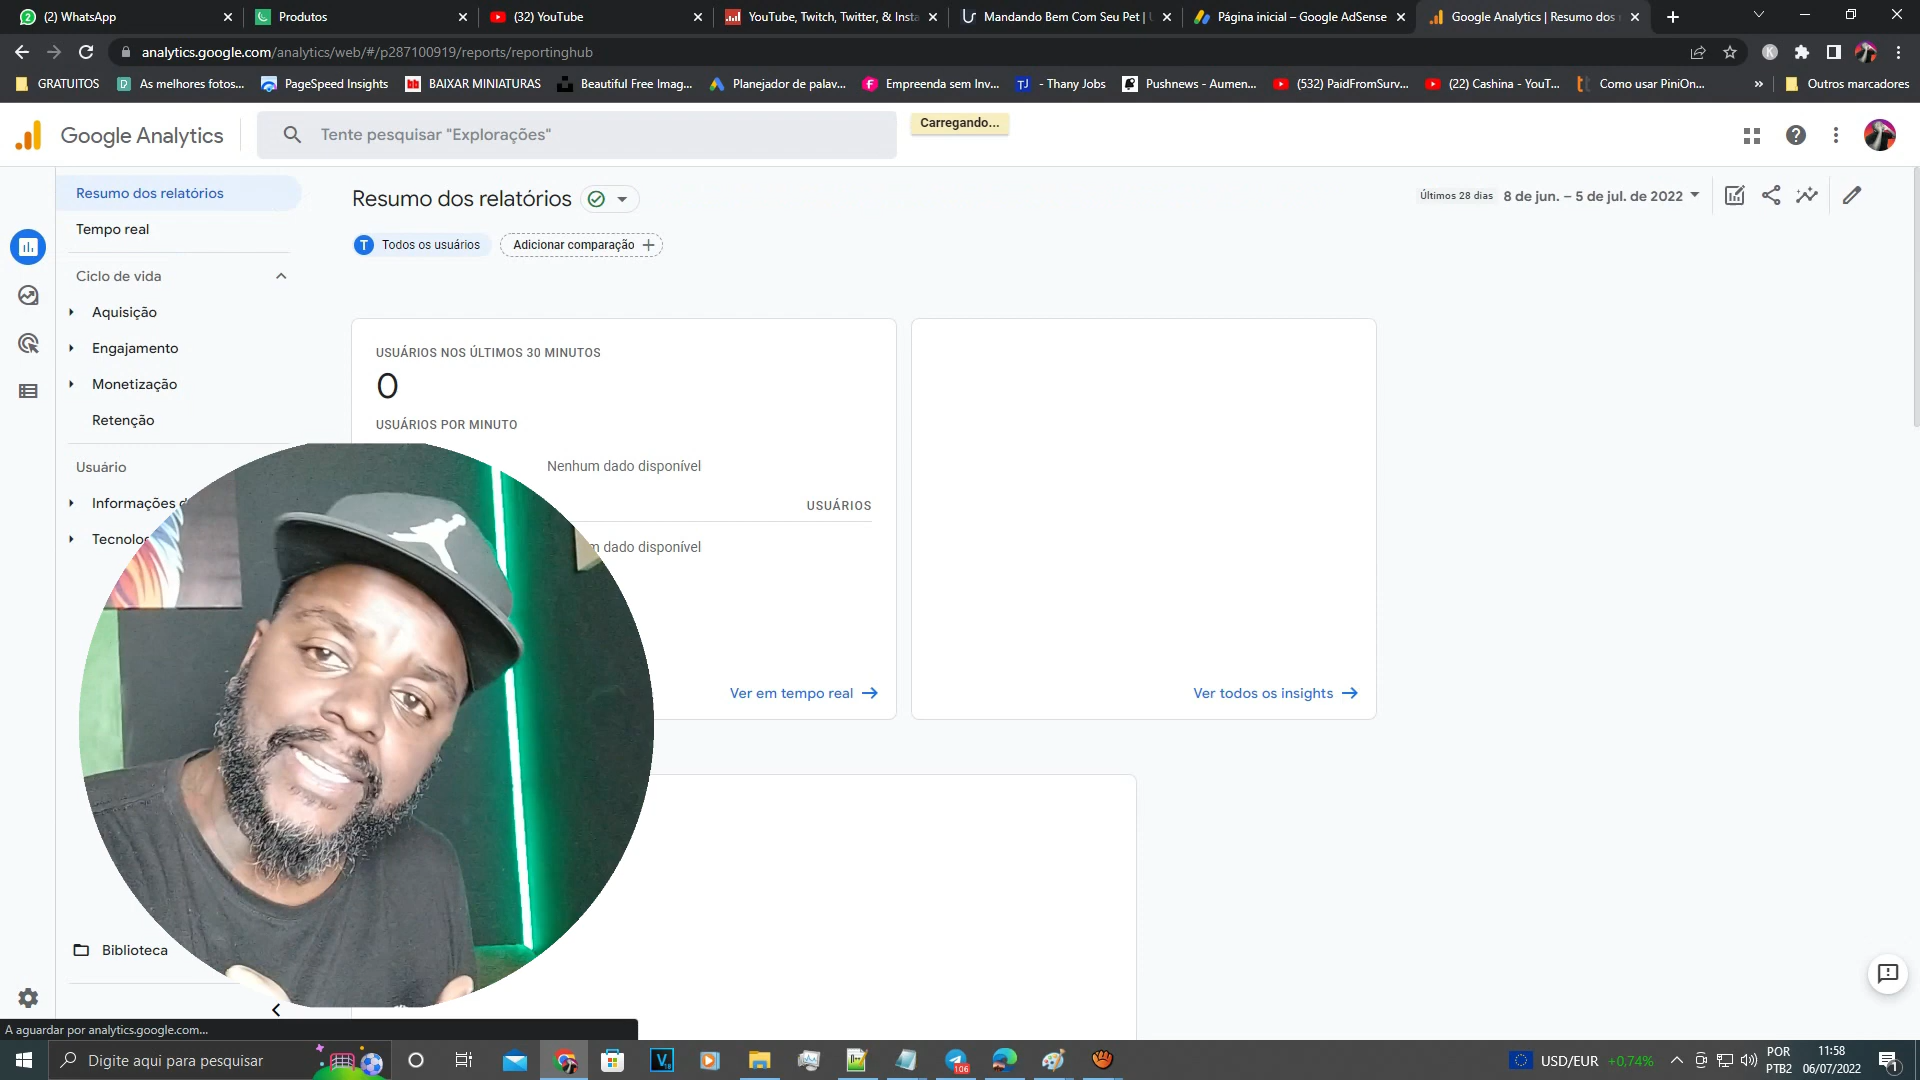 (2) WhatsApp
Produtos
(32) YouTube
YouTube, Twitch, Twitter, & Insta
Mandando Bem Com Seu Pet |
Página inicial – Google AdSense
Google Analytics | Resumo dos
analytics.google.com/analytics/web/#/p287100919/reports/reportinghub
GRATUITOS
As melhores fotos...
PageSpeed Insights
BAIXAR MINIATURAS
Beautiful Free Imag...
Planejador de palav...
Empreenda sem Inv...
- Thany Jobs
Pushnews - Aumen...
(532) PaidFromSurv...
(22) Cashina - YouT...
Como usar PiniOn...
»
Outros marcadores
Google Analytics
Tente pesquisar "Explorações"
Carregando...
Resumo dos relatórios
Tempo real
Ciclo de vida
Aquisição
Engajamento
Monetização
Retenção
Usuário
Informações
Biblioteca
Resumo dos relatórios
Últimos 28 dias 8 de jun. – 5 de jul. de 2022
T Todos os usuários
Adicionar comparação +
USUÁRIOS NOS ÚLTIMOS 30 MINUTOS
0
USUÁRIOS POR MINUTO
Nenhum dado disponível
USUÁRIOS
dado disponível
Ver em tempo real
Ver todos os insights
A aguardar por analytics.google.com...
Digite aqui para pesquisar
106
USD/EUR +0,74%
POR
PTB2
11:58
06/07/2022
1